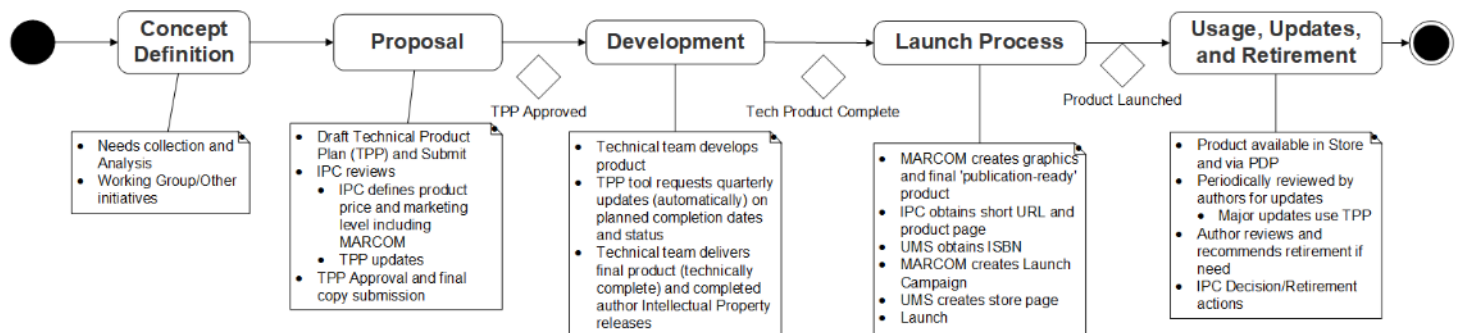 Concept
Definition
Proposal
Development
Launch Process
Usage, Updates,
and Retirement
TPP Approved
Tech Product Complete
Product Launched
• Needs collection and
Analysis
• Working Group/Other
initiatives
• Draft Technical Product
Plan (TPP) and Submit
• IPC reviews
• IPC defines product
price and marketing
level including
MARCOM
• TPP updates
• TPP Approval and final
copy submission
• Technical team develops
product
• TPP tool requests quarterly
updates (automatically) on
planned completion dates
and status
• Technical team delivers
final product (technically
complete) and completed
author Intellectual Property
releases
• MARCOM creates graphics
and final 'publication-ready'
product
• IPC obtains short URL and
product page
• UMS obtains ISBN
• MARCOM creates Launch
Campaign
• UMS creates store page
• Launch
• Product available in Store
and via PDP
• Periodically reviewed by
authors for updates
• Major updates use TPP
• Author reviews and
recommends retirement if
need
• IPC Decision/Retirement
actions